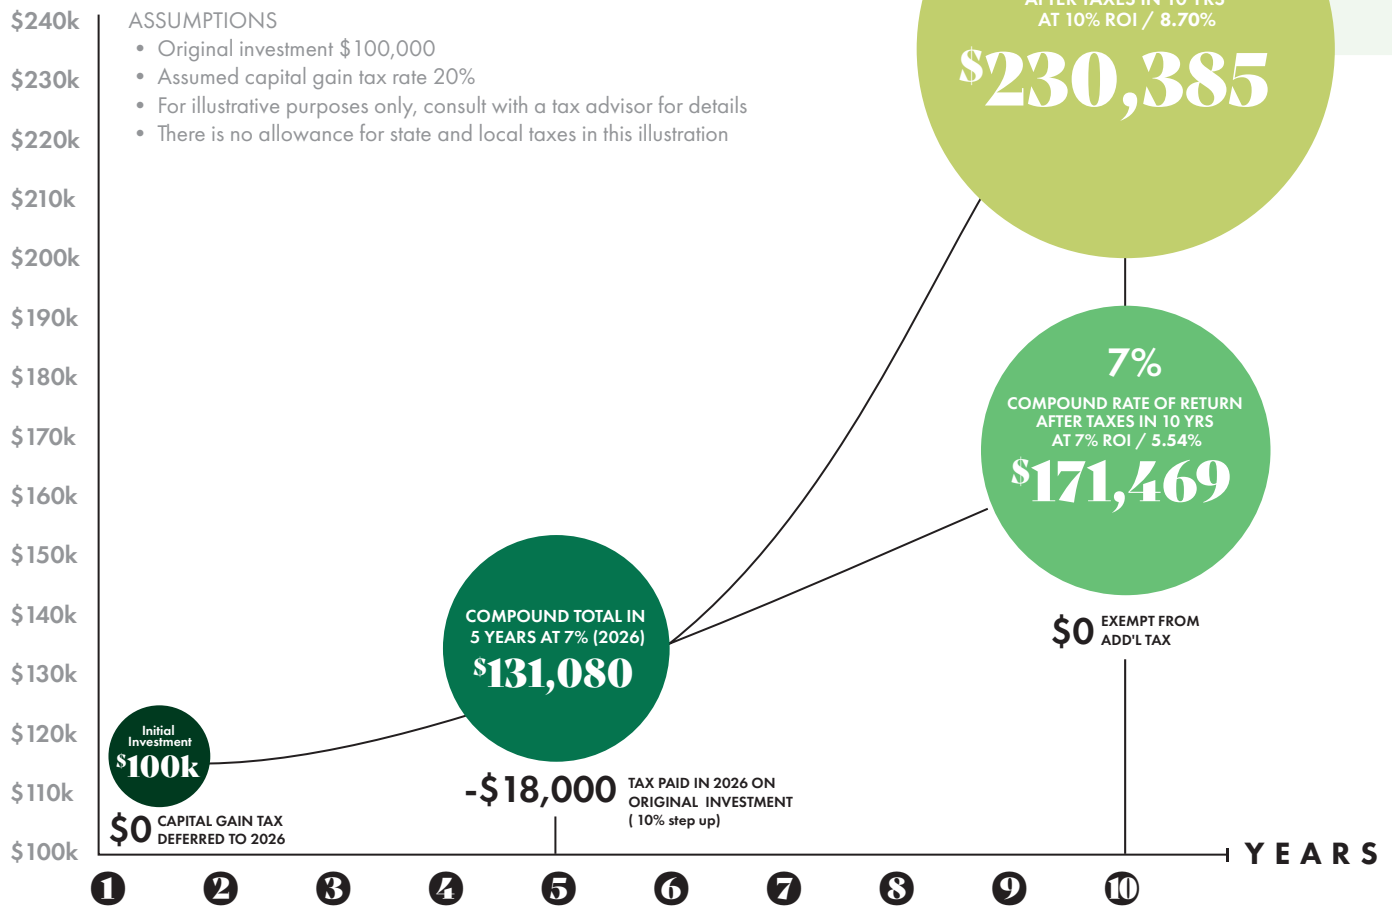 $240k
$230k
$220k
$210k
$200k
$190k
$180k
$170k
$160k
$150k
$140k
$130k
$120k
$110k
$100k
ASSUMPTIONS
• Original investment $100,000
• Assumed capital gain tax rate 20%
• For illustrative purposes only, consult with a tax advisor for details
• There is no allowance for state and local taxes in this illustration
AFTER TAXES IN 10 YRS
AT 10% ROI / 8.70%
$230,385
7%
COMPOUND RATE OF RETURN
AFTER TAXES IN 10 YRS
AT 7% ROI / 5.54%
$171,469
$0 EXEMPT FROM
ADD'L TAX
COMPOUND TOTAL IN
5 YEARS AT 7% (2026)
$131,080
-$18,000 TAX PAID IN 2026 ON
ORIGINAL INVESTMENT
( 10% step up)
Initial
Investment
$100k
$0 CAPITAL GAIN TAX
DEFERRED TO 2026
YEARS
1 2 3 4 5 6 7 8 9 10